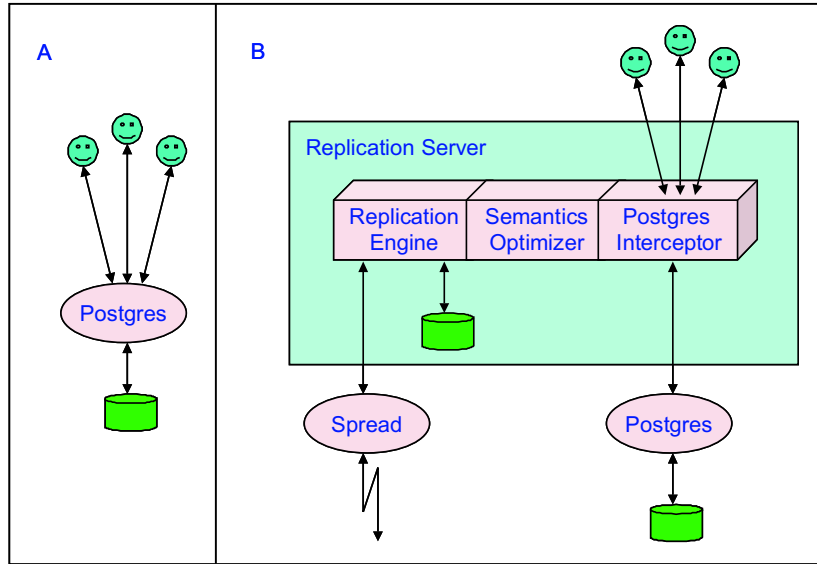 A
Postgres
B
Replication Server
Replication
Engine
Semantics
Optimizer
Postgres
Interceptor
Spread
Postgres